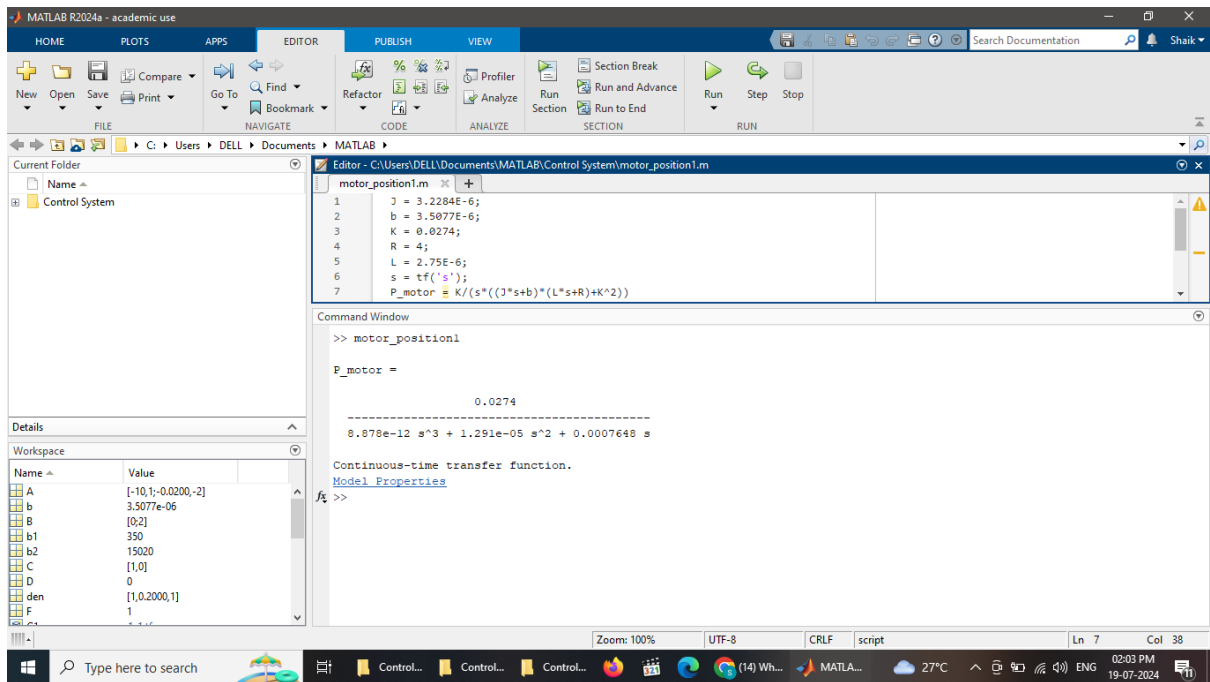 MATLAB R2024a - academic use
HOME PLOTS APPS EDITOR PUBLISH VIEW Search Documentation Shaik
New Open Save Compare Print Go To Find Bookmark Refactor Profiler Analyze Run Section Section Break Run and Advance Run to End Run Step Stop
FILE NAVIGATE CODE ANALYZE SECTION RUN
C: Users DELL Documents MATLAB
Current Folder
Name
Control System
Editor - C:\Users\DELL\Documents\MATLAB\Control System\motor_position1.m
motor_position1.m
1 J = 3.2284E-6;
2 b = 3.5077E-6;
3 K = 0.0274;
4 R = 4;
5 L = 2.75E-6;
6 s = tf('s');
7 P_motor = K/(s*((J*s+b)*(L*s+R)+K^2))
Command Window
>> motor_position1
P_motor =
0.0274
-------------------------------------------
8.878e-12 s^3 + 1.291e-05 s^2 + 0.0007648 s
Continuous-time transfer function.
Model Properties
fx >>
Details
Workspace
Name Value
A [-10,1;-0.0200,-2]
b 3.5077e-06
B [0;2]
b1 350
b2 15020
C [1,0]
D 0
den [1,0.2000,1]
F 1
Zoom: 100% UTF-8 CRLF script Ln 7 Col 38
Type here to search Control... Control... Control... 321 (14) Wh... MATLA... 27°C ENG 02:03 PM
19-07-2024
11